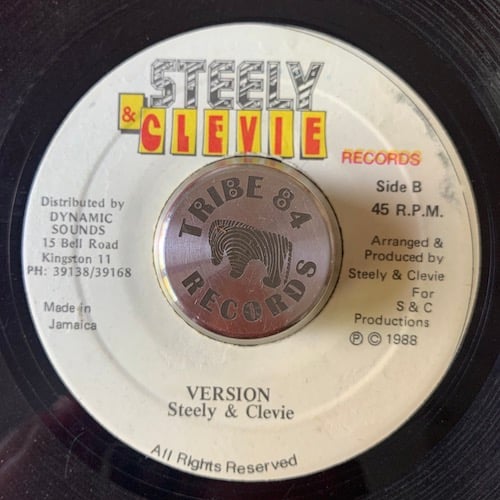 STEELY
& CLEVIE
RECORDS
Side B
45 R.P.M.
Distributed by
DYNAMIC
SOUNDS
15 Bell Road
Kingston 11
PH: 39138/39168
Made in
Jamaica
TRIBE 84
RECORDS
Arranged &
Produced by
Steely & Clevie
For
S & C
Productions
Ⓟ © 1988
VERSION
Steely & Clevie
All Rights Reserved